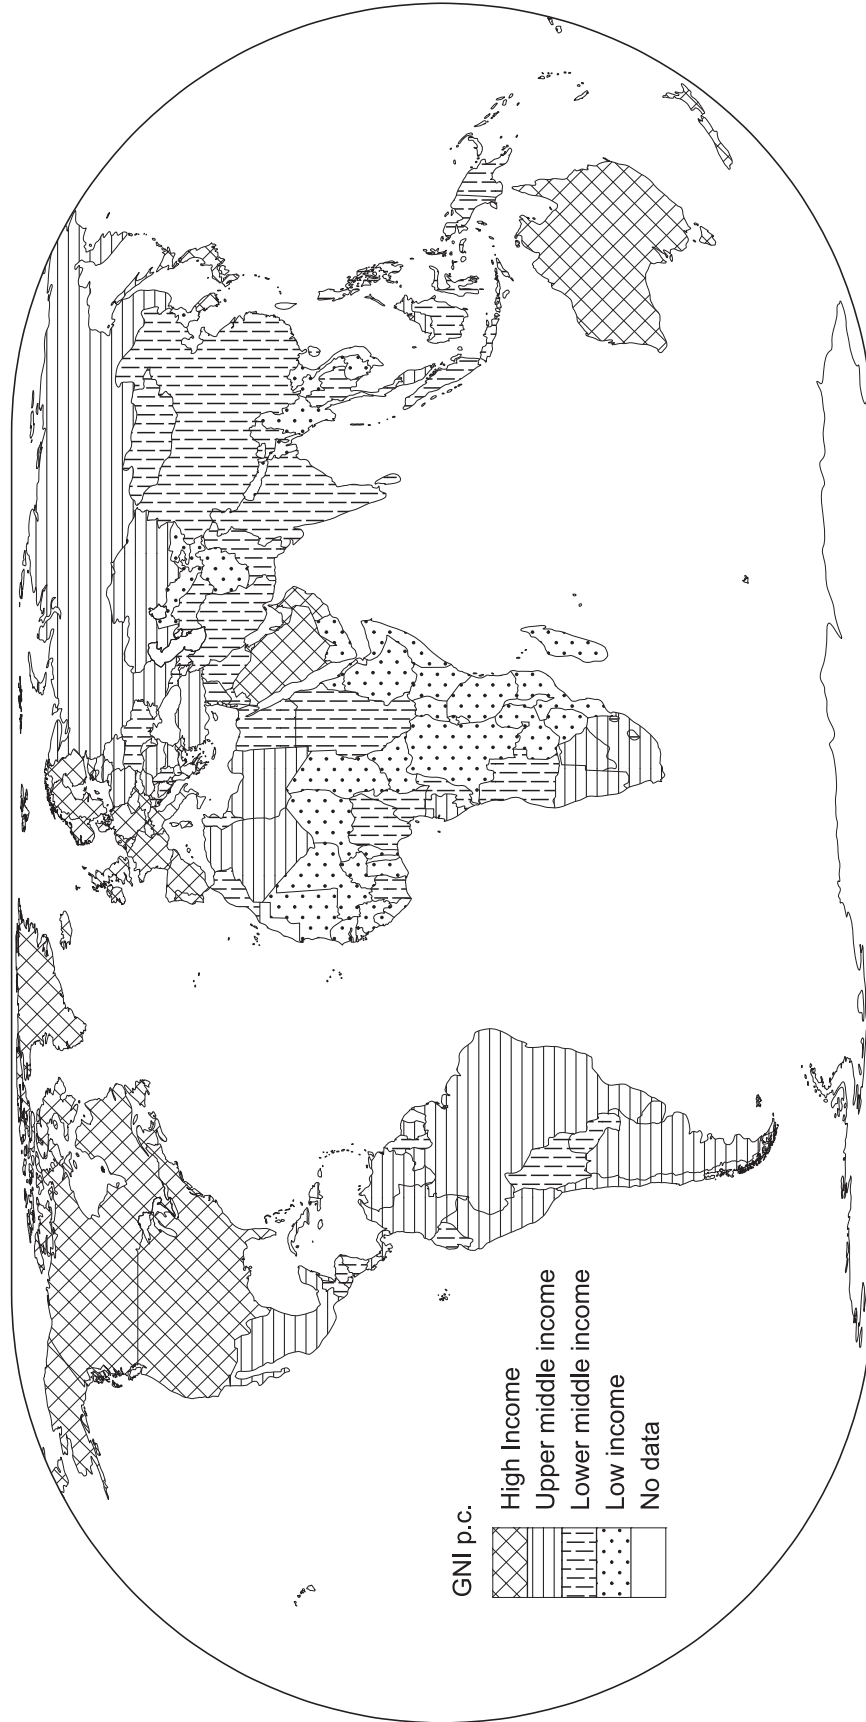 GNI p.c.
High Income
Upper middle income
Lower middle income
Low income
No data